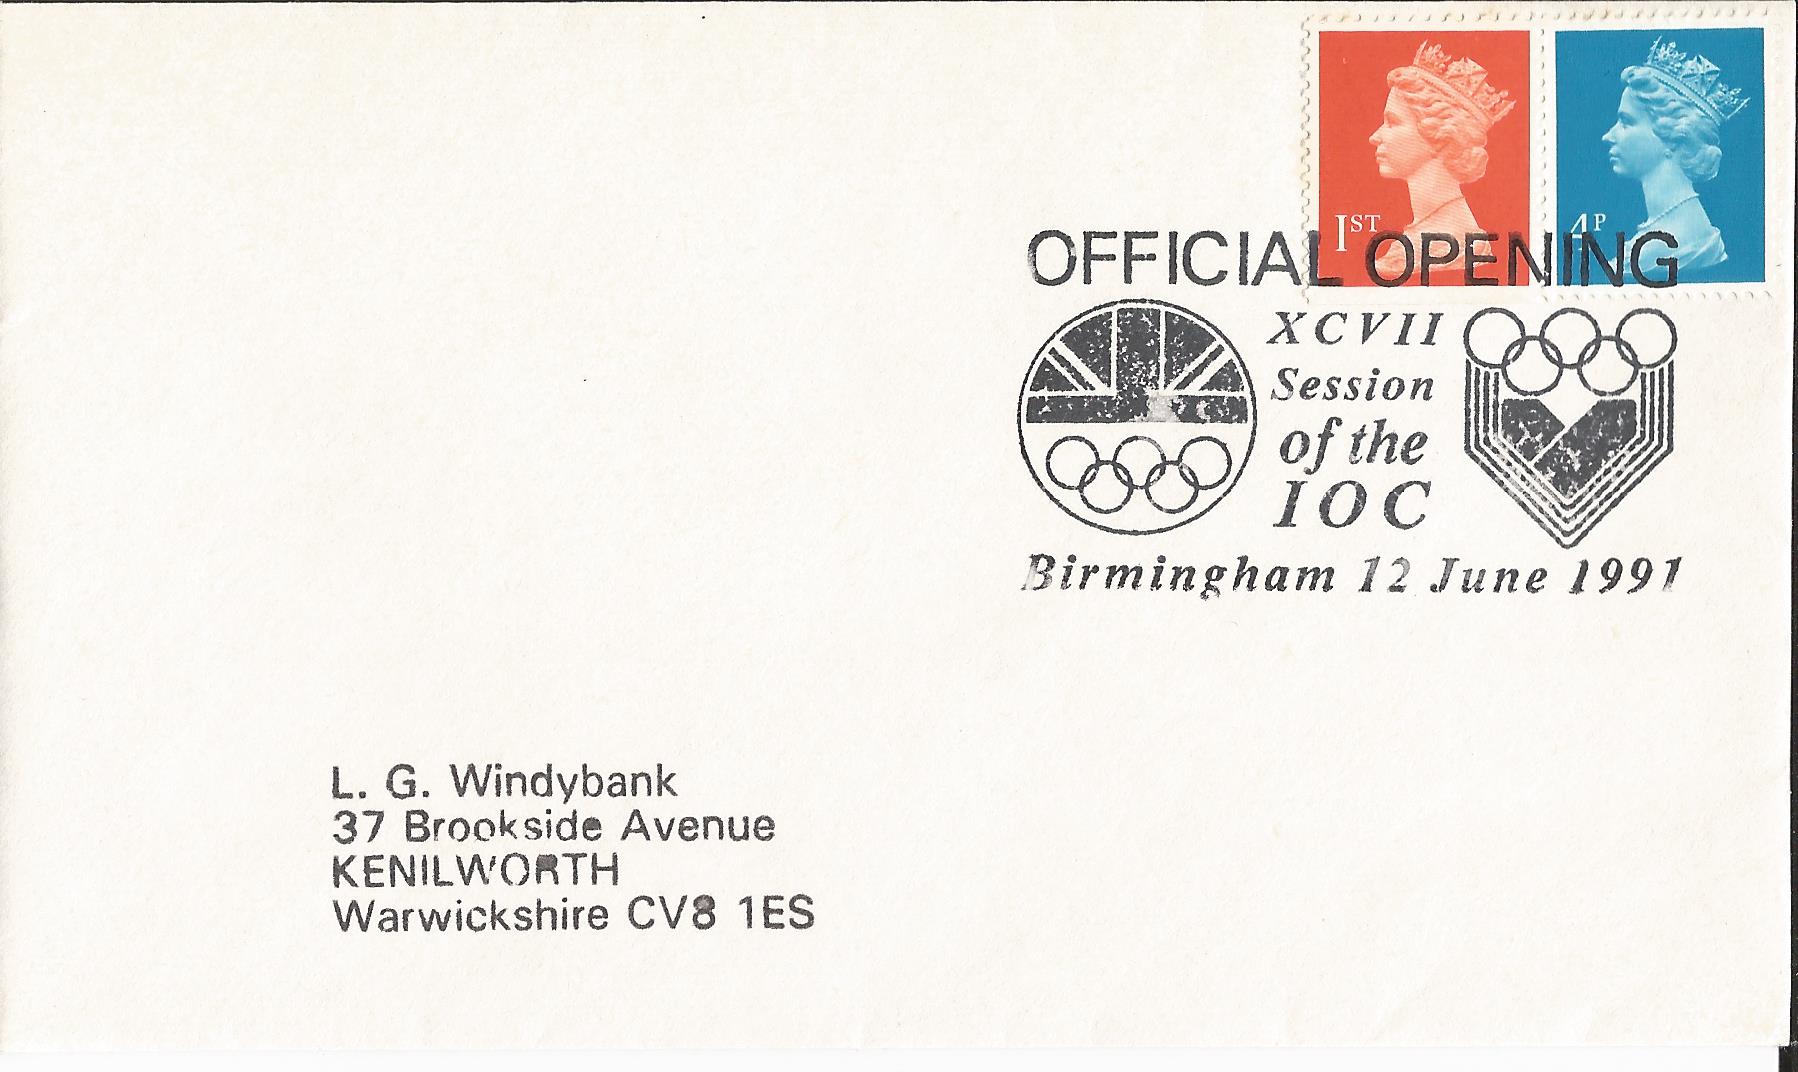 1ST
4P
OFFICIAL OPENING
XCVII
Session
of the
IOC
Birmingham 12 June 1991
L. G. Windybank
37 Brookside Avenue
KENILWORTH
Warwickshire CV8 1ES